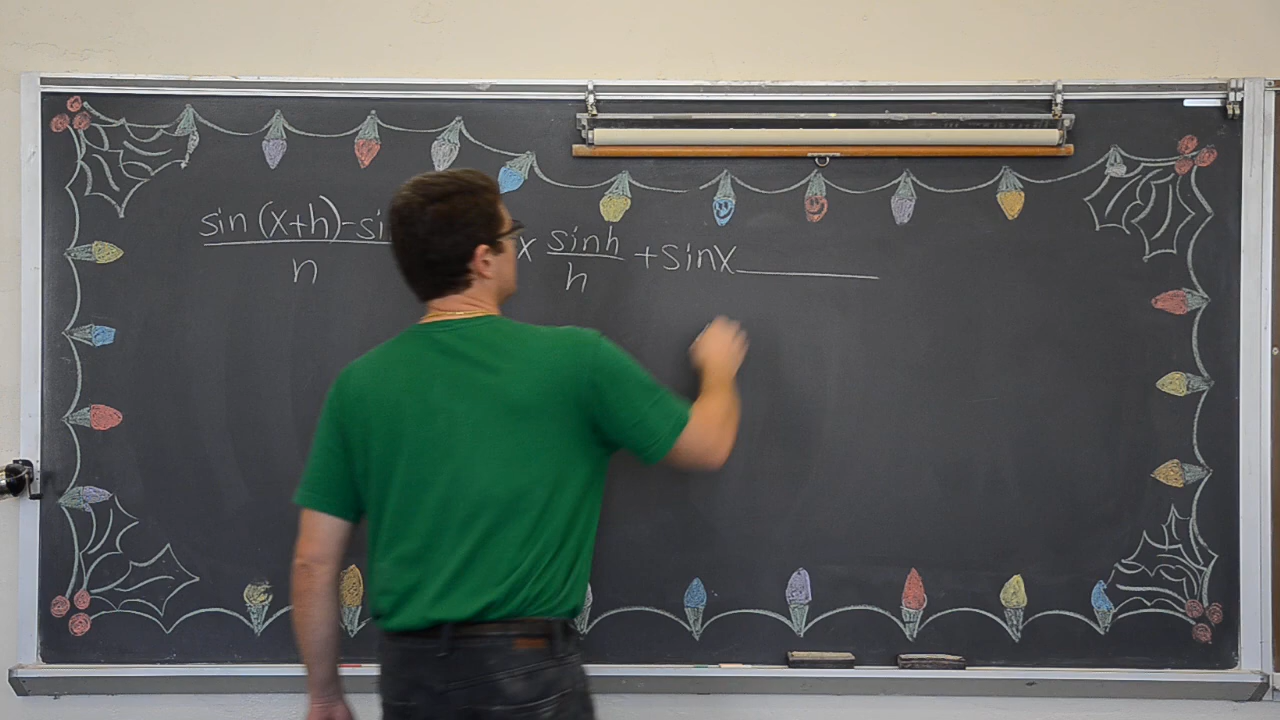 sin (x+h)-si x sinh +sinx
h h